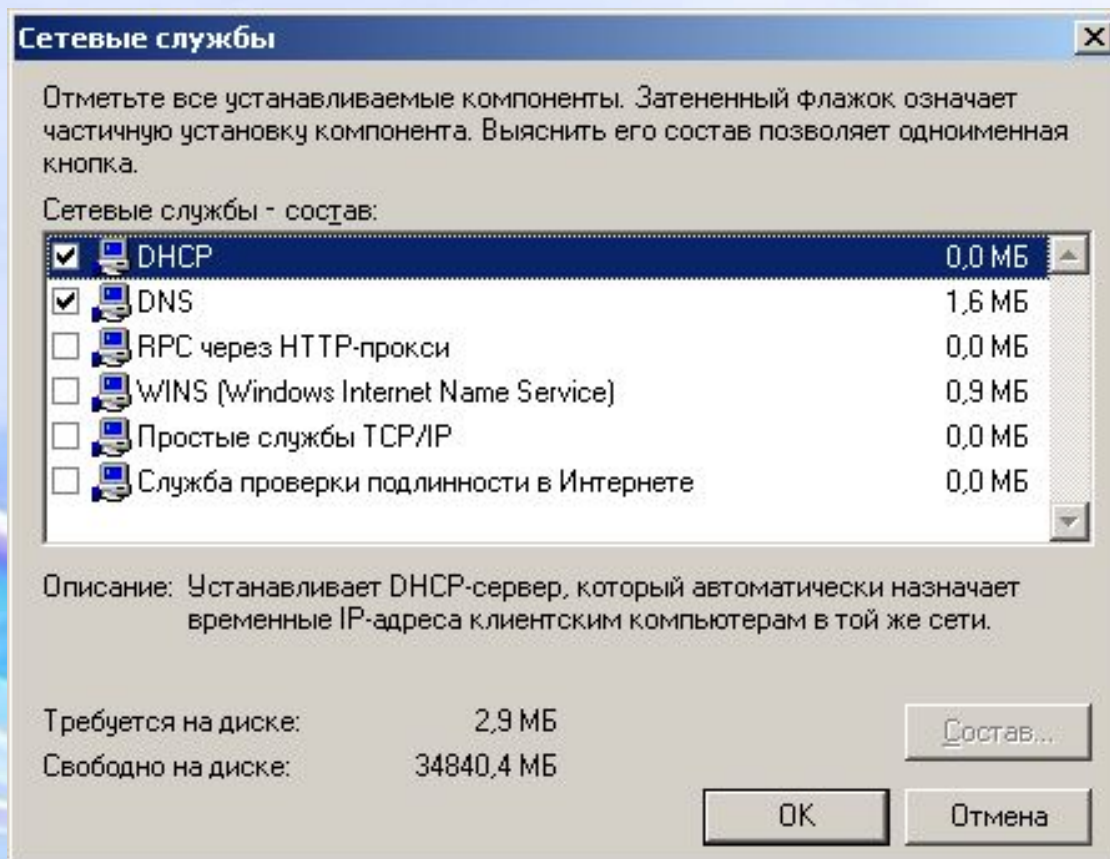 Сетевые службы
Отметьте все устанавливаемые компоненты. Затененный флажок означает
частичную установку компонента. Выяснить его состав позволяет одноименная
кнопка.
Сетевые службы - состав:
DHCP 0,0 МБ
DNS 1,6 МБ
RPC через HTTP-прокси 0,0 МБ
WINS (Windows Internet Name Service) 0,9 МБ
Простые службы TCP/IP 0,0 МБ
Служба проверки подлинности в Интернете 0,0 МБ
Описание: Устанавливает DHCP-сервер, который автоматически назначает
временные IP-адреса клиентским компьютерам в той же сети.
Требуется на диске: 2,9 МБ
Состав...
Свободно на диске: 34840,4 МБ
OK Отмена